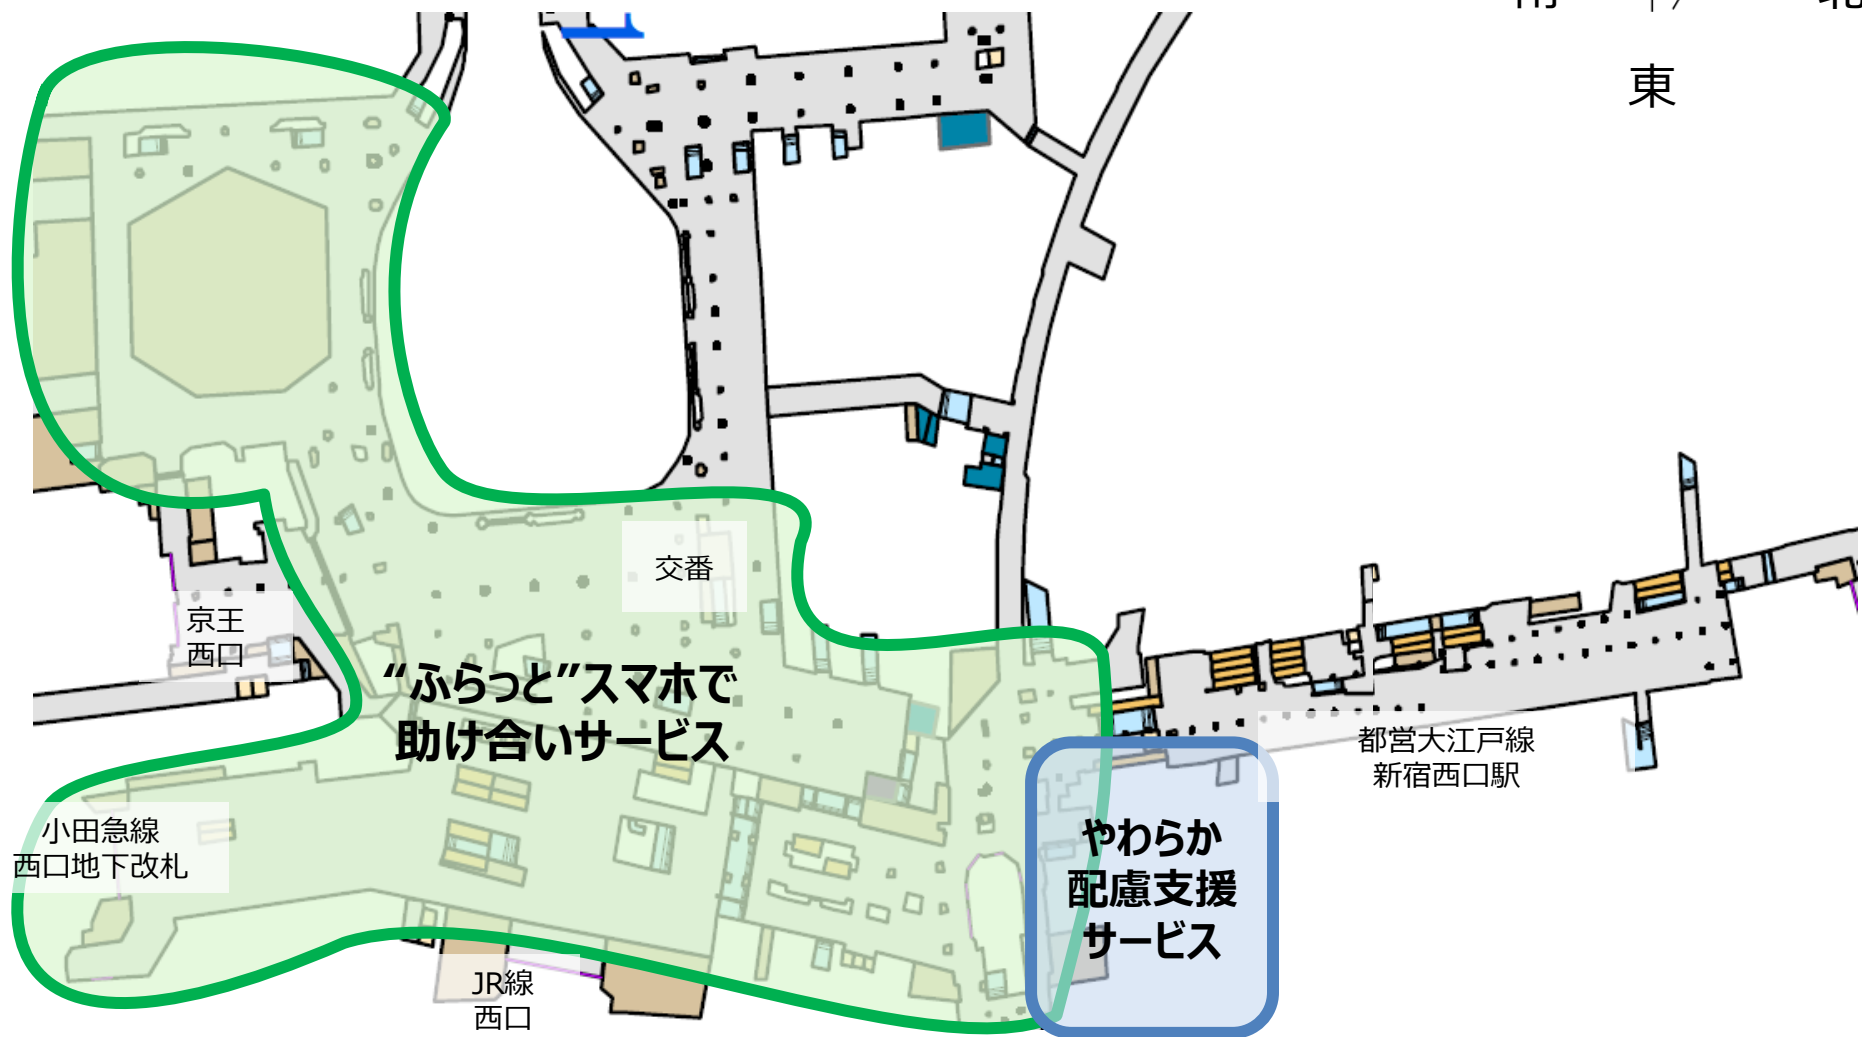 東
交番
京王
西口
“ふらっと”スマホで
助け合いサービス
都営大江戸線
新宿西口駅
小田急線
西口地下改札
やわらか
配慮支援
サービス
JR線
西口